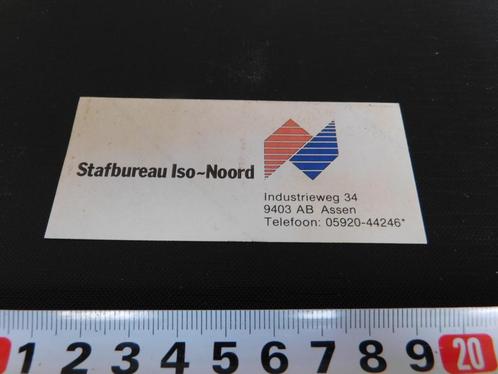 Stafbureau Iso~Noord
Industrieweg 34
9403 AB Assen
Telefoon: 05920-44246*
1 2 3 4 5 6 7 8 9 20